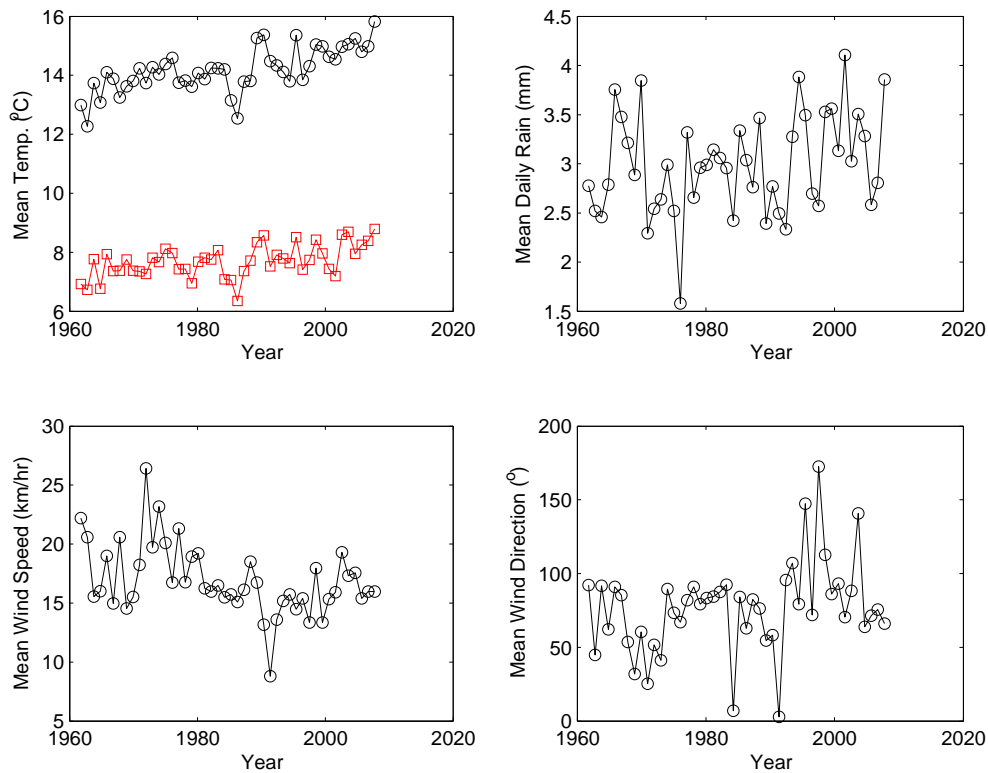 16
14
12
10
8
6
1960 1980 2000 2020
Year
Mean Temp. (⁰C)
4.5
4
3.5
3
2.5
2
1.5
1960 1980 2000 2020
Year
Mean Daily Rain (mm)
30
25
20
15
10
5
1960 1980 2000 2020
Year
Mean Wind Speed (km/hr)
200
150
100
50
0
1960 1980 2000 2020
Year
Mean Wind Direction (⁰)